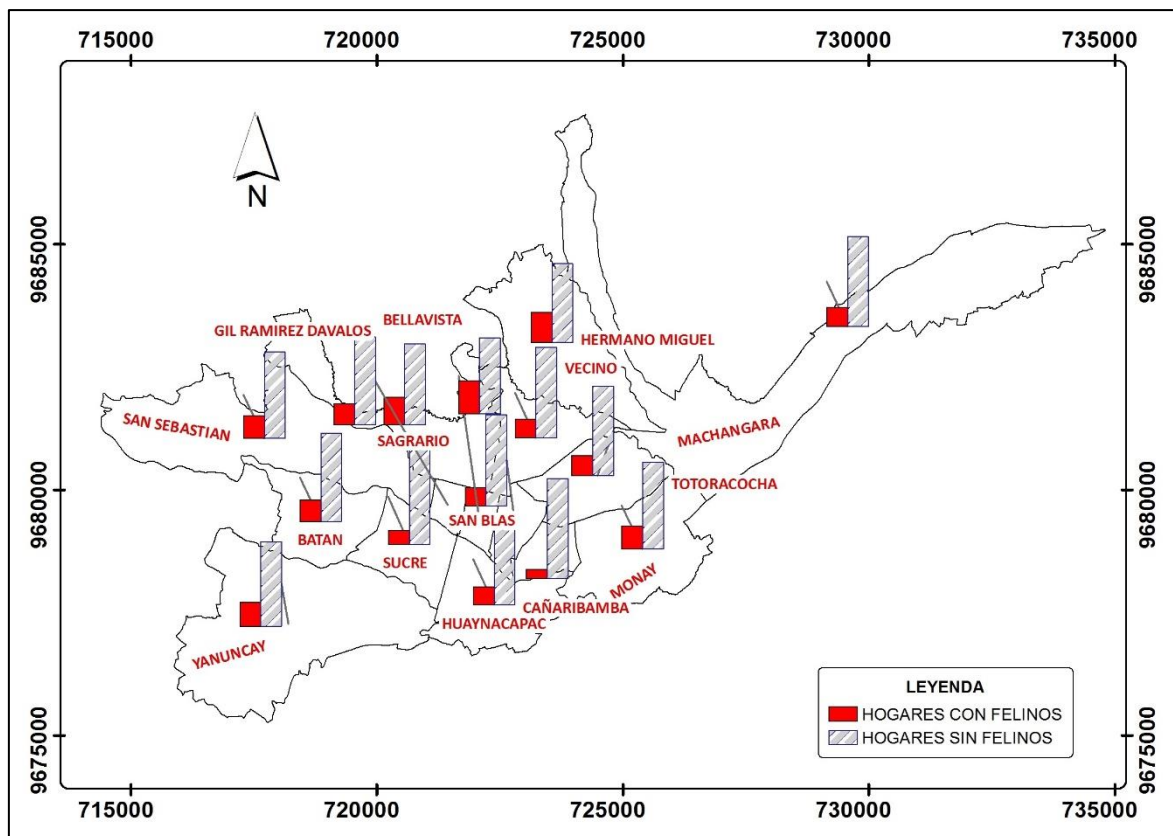 715000
720000
725000
730000
735000
9685000
9685000
N
BELLAVISTA
GIL RAMIREZ DAVALOS
HERMANO MIGUEL
VECINO
SAN SEBASTIAN
SAGRARIO
MACHANGARA
9680000
TOTORACOCHA
9680000
SAN BLAS
BATAN
SUCRE
MONAY
CAÑARIBAMBA
HUAYNACAPAC
YANUNCAY
LEYENDA
HOGARES CON FELINOS
HOGARES SIN FELINOS
9675000
9675000
715000
720000
725000
730000
735000